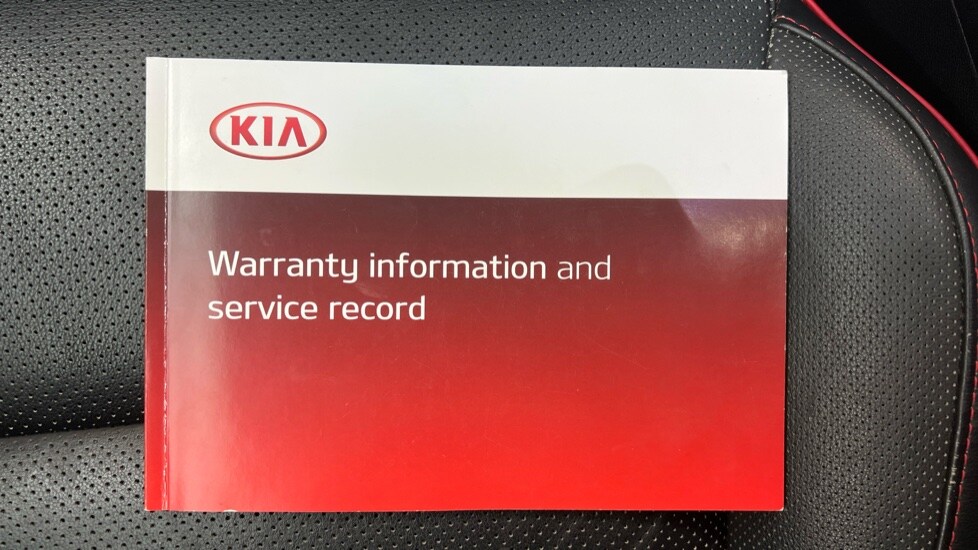 KIA
Warranty information and
service record